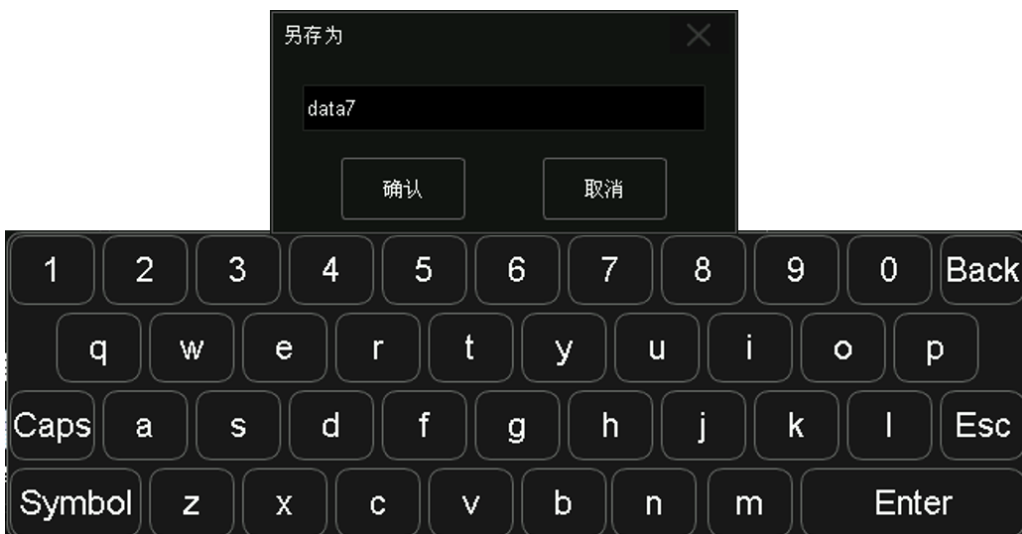 另存为
data7
确认 取消
1 2 3 4 5 6 7 8 9 0 Back
q w e r t y u i o p
Caps a s d f g h j k l Esc
Symbol z x c v b n m Enter